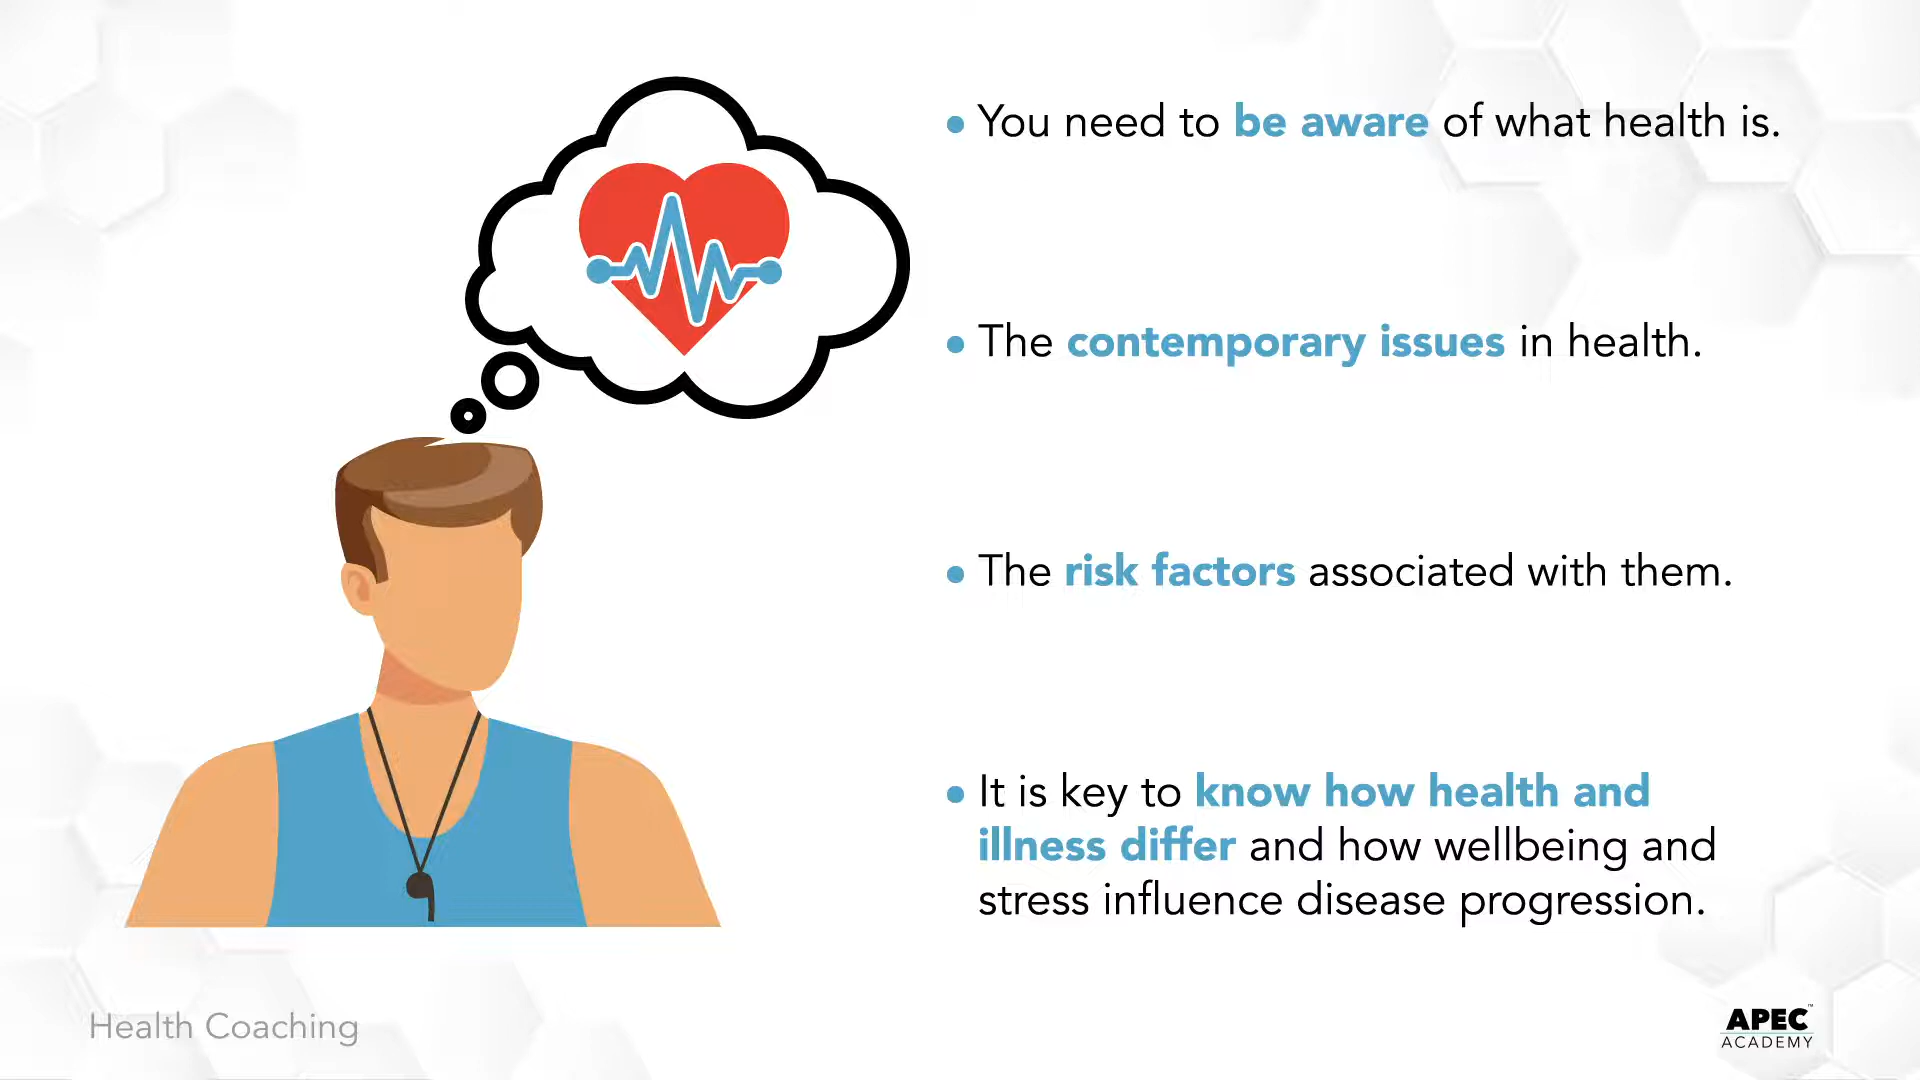 • You need to be aware of what health is.
• The contemporary issues in health.
• The risk factors associated with them.
• It is key to know how health and
illness differ and how wellbeing and
stress influence disease progression.
Health Coaching
APEC™
ACADEMY